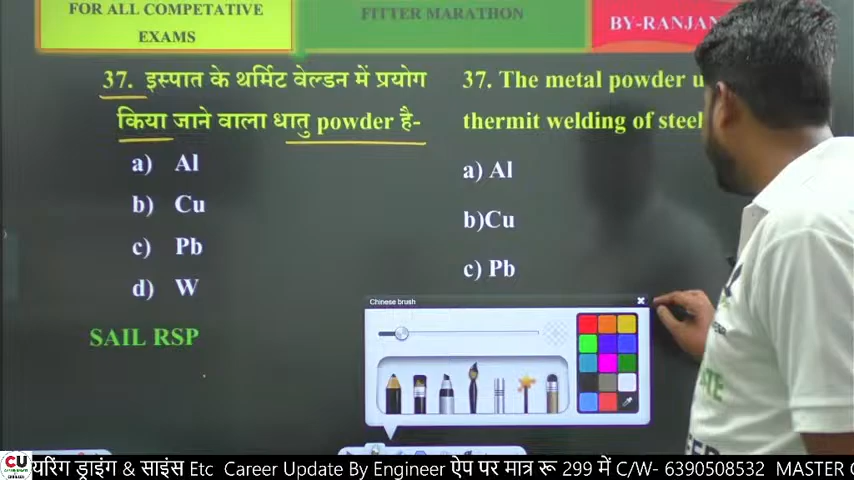 FOR ALL COMPETATIVE
EXAMS
FITTER MARATHON
BY-RANJAN
37. इस्पात के थर्मिट वेल्डन में प्रयोग
किया जाने वाला धातु powder है-
a) Al
b) Cu
c) Pb
d) W
SAIL RSP
37. The metal powder
thermit welding of steel
a) Al
b)Cu
c) Pb
Chinese brush
CU
यरिंग ड्राइंग & साइंस Etc Career Update By Engineer ऐप पर मात्र रू 299 में C/W- 6390508532 MASTER